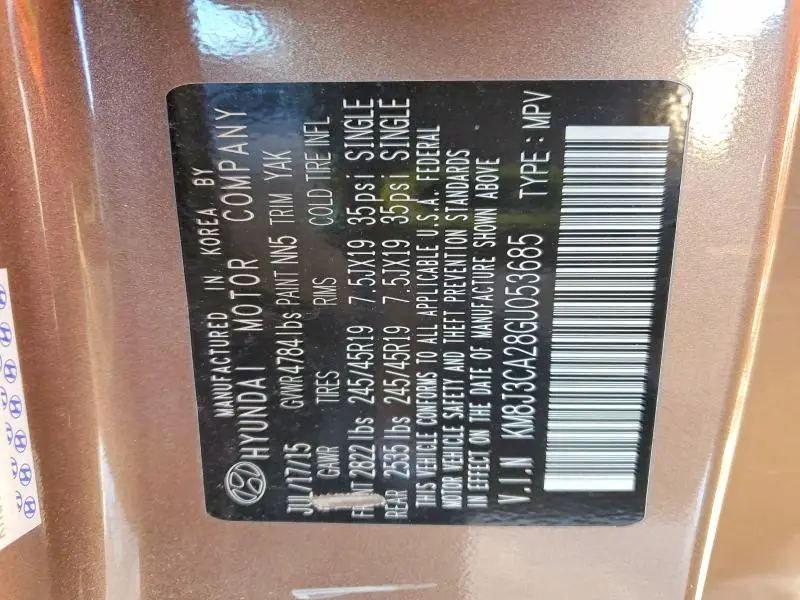 MANUFACTURED IN KOREA BY
HYUNDAI MOTOR COMPANY
JUL/17/15 GVWR4784 lbs PAINT NN5 TRIM YAK
GAWR TIRES RIMS COLD TIRE INFL
FRONT 2822 lbs 245/45R19 7.5JX19 35psi SINGLE
REAR 2535 lbs 245/45R19 7.5JX19 35psi SINGLE
THIS VEHICLE CONFORMS TO ALL APPLICABLE U.S.A. FEDERAL
MOTOR VEHICLE SAFETY AND THEFT PREVENTION STANDARDS
IN EFFECT ON THE DATE OF MANUFACTURE SHOWN ABOVE
V.I.N KM8J3CA28GU053685 TYPE : MPV